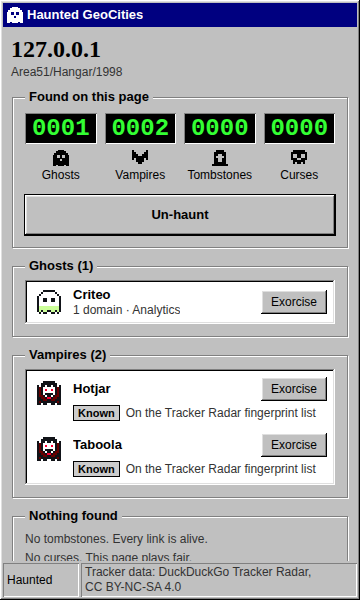 Haunted GeoCities
127.0.0.1
Area51/Hangar/1998
Found on this page
0001 0002 0000 0000
Ghosts Vampires Tombstones Curses
Un-haunt
Ghosts (1)
Criteo
1 domain · Analytics
Exorcise
Vampires (2)
Hotjar
Exorcise
Known On the Tracker Radar fingerprint list
Taboola
Exorcise
Known On the Tracker Radar fingerprint list
Nothing found
No tombstones. Every link is alive.
No curses. This page plays fair.
Haunted
Tracker data: DuckDuckGo Tracker Radar,
CC BY-NC-SA 4.0